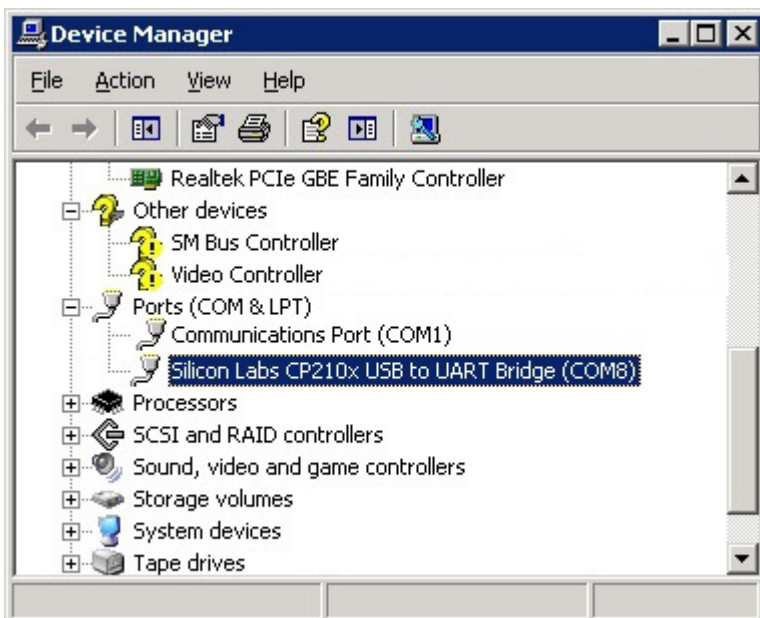 Device Manager
File Action View Help
Realtek PCIe GBE Family Controller
Other devices
SM Bus Controller
Video Controller
Ports (COM & LPT)
Communications Port (COM1)
Silicon Labs CP210x USB to UART Bridge (COM8)
Processors
SCSI and RAID controllers
Sound, video and game controllers
Storage volumes
System devices
Tape drives